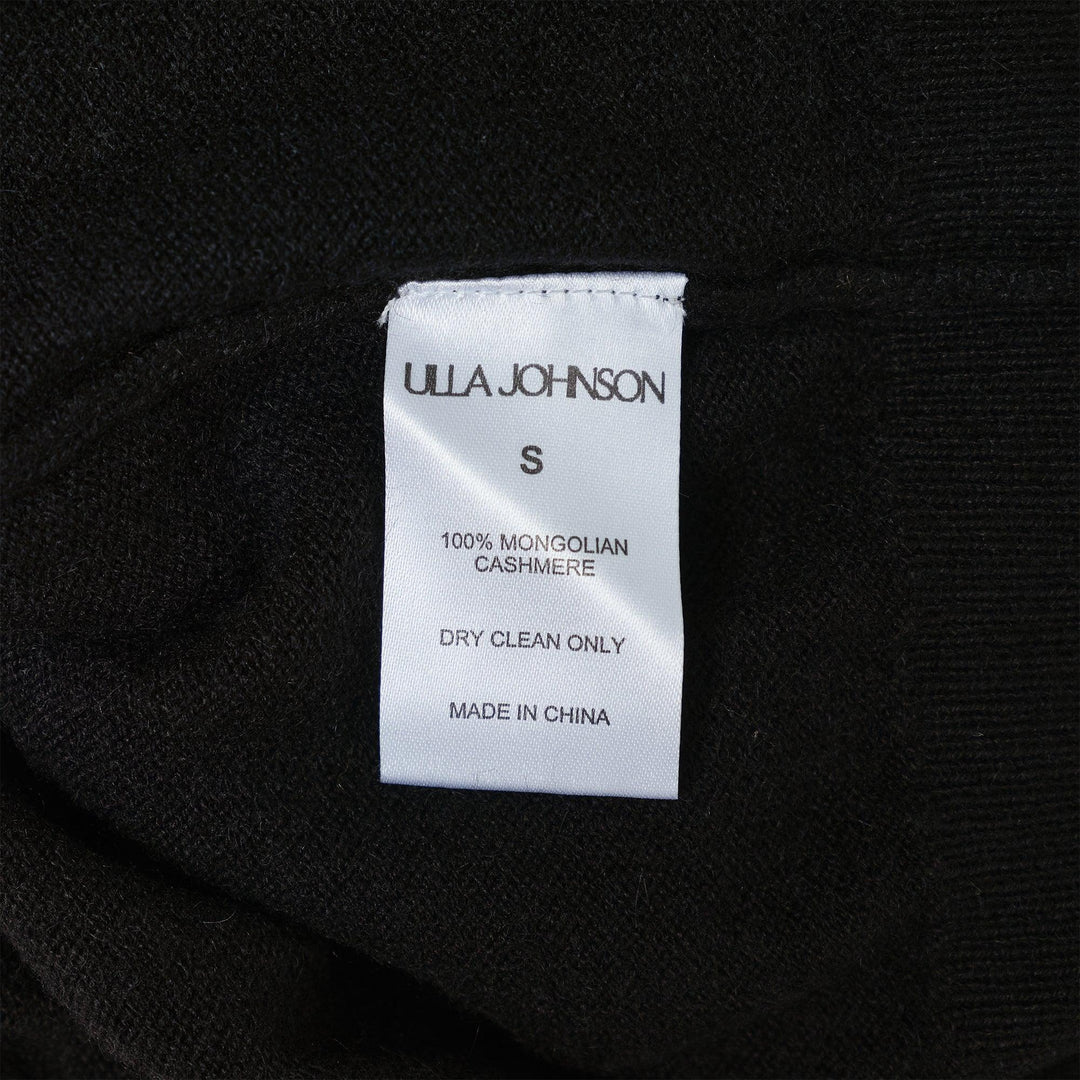 ULLA JOHNSON
S
100% MONGOLIAN
CASHMERE
DRY CLEAN ONLY
MADE IN CHINA